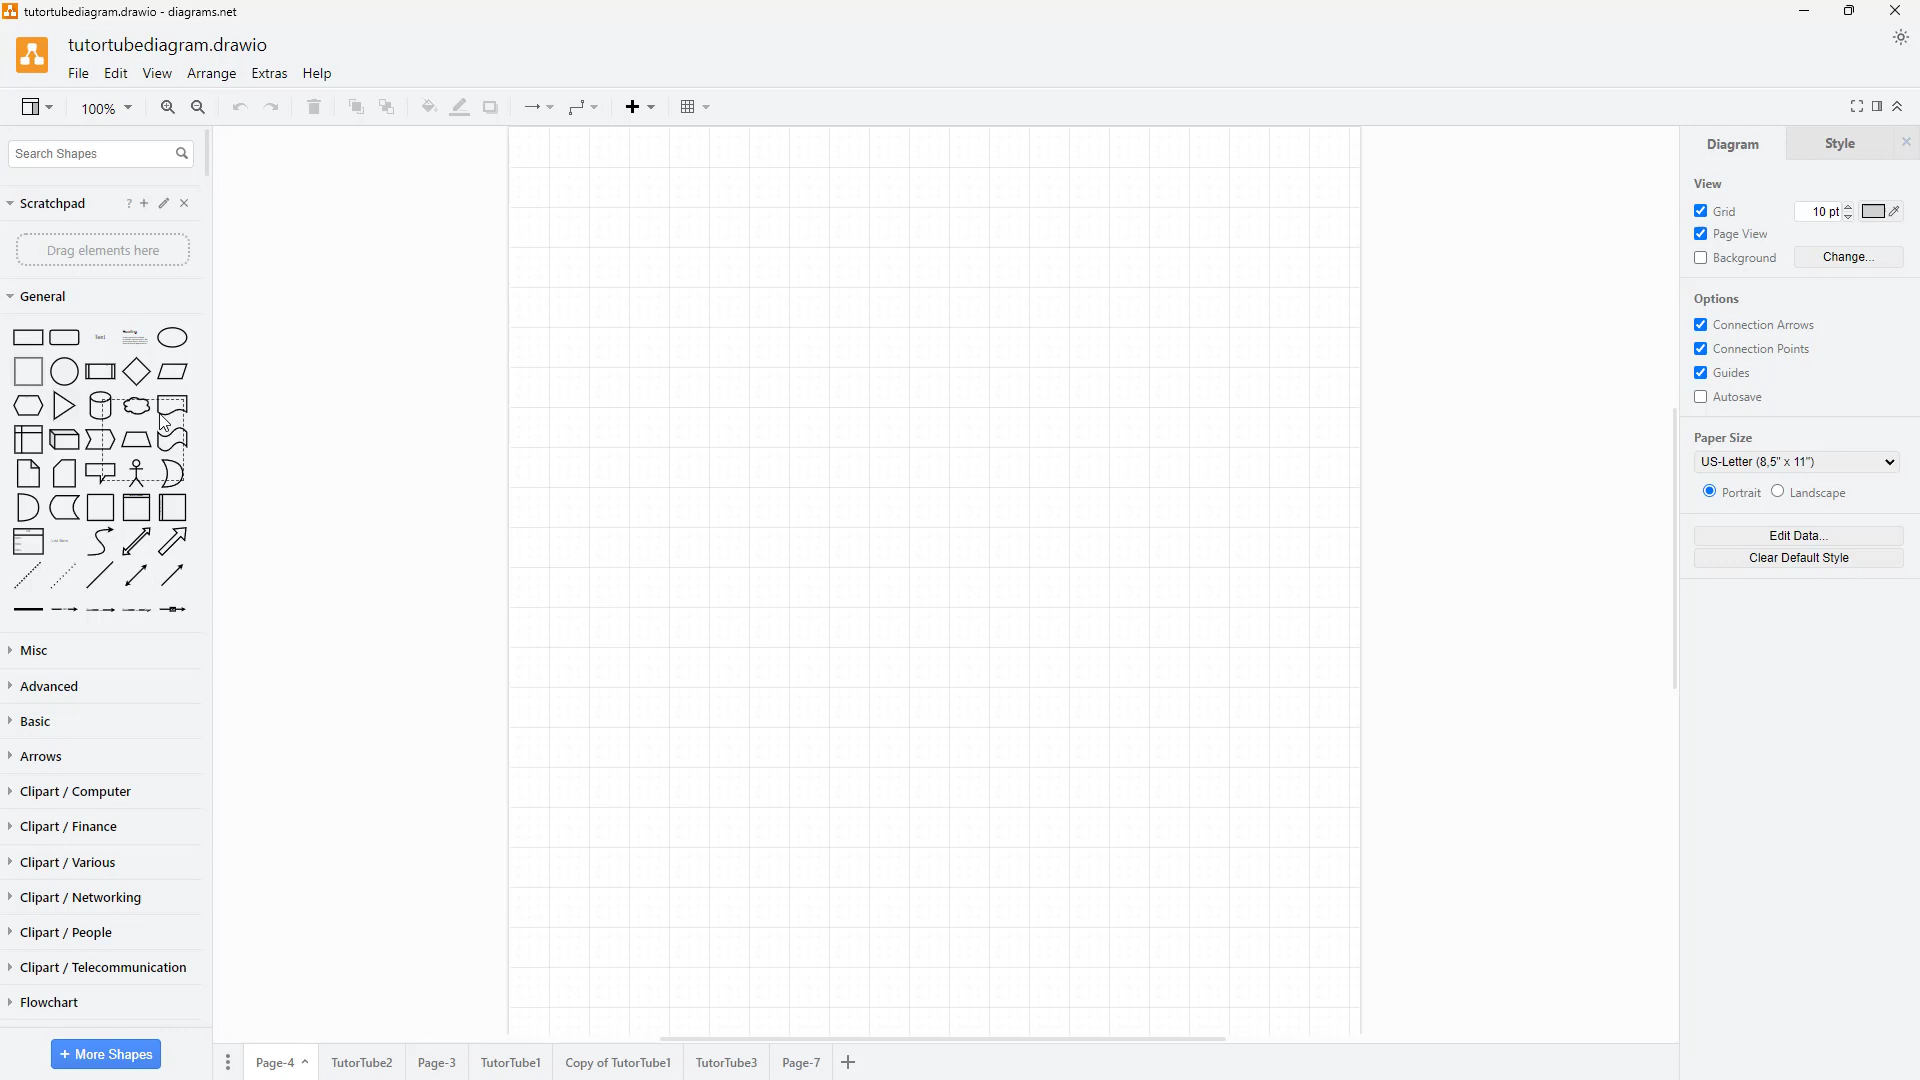 tutortubediagram.drawio - diagrams.net
tutortubediagram.drawio
File Edit View Arrange Extras Help
100%
Search Shapes
Scratchpad ? +
Drag elements here
General
Text
Heading
Misc
Advanced
Basic
Arrows
Clipart / Computer
Clipart / Finance
Clipart / Various
Clipart / Networking
Clipart / People
Clipart / Telecommunication
Flowchart
+ More Shapes
Page-4 TutorTube2 Page-3 TutorTube1 Copy of TutorTube1 TutorTube3 Page-7
Diagram Style
View
Grid 10 pt
Page View
Background Change...
Options
Connection Arrows
Connection Points
Guides
Autosave
Paper Size
US-Letter (8,5" x 11")
Portrait Landscape
Edit Data...
Clear Default Style